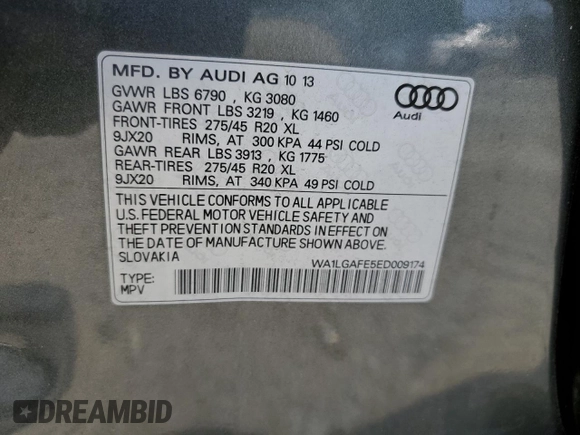 MFD. BY AUDI AG 10 13
GVWR LBS 6790 , KG 3080
GAWR FRONT LBS 3219 , KG 1460
FRONT-TIRES 275/45 R20 XL
9JX20 RIMS, AT 300 KPA 44 PSI COLD
GAWR REAR LBS 3913 , KG 1775
REAR-TIRES 275/45 R20 XL
9JX20 RIMS, AT 340 KPA 49 PSI COLD
Audi
THIS VEHICLE CONFORMS TO ALL APPLICABLE
U.S. FEDERAL MOTOR VEHICLE SAFETY AND
THEFT PREVENTION STANDARDS IN EFFECT ON
THE DATE OF MANUFACTURE SHOWN ABOVE.
SLOVAKIA WA1LGAFE5ED009174
TYPE:
MPV
DREAMBID